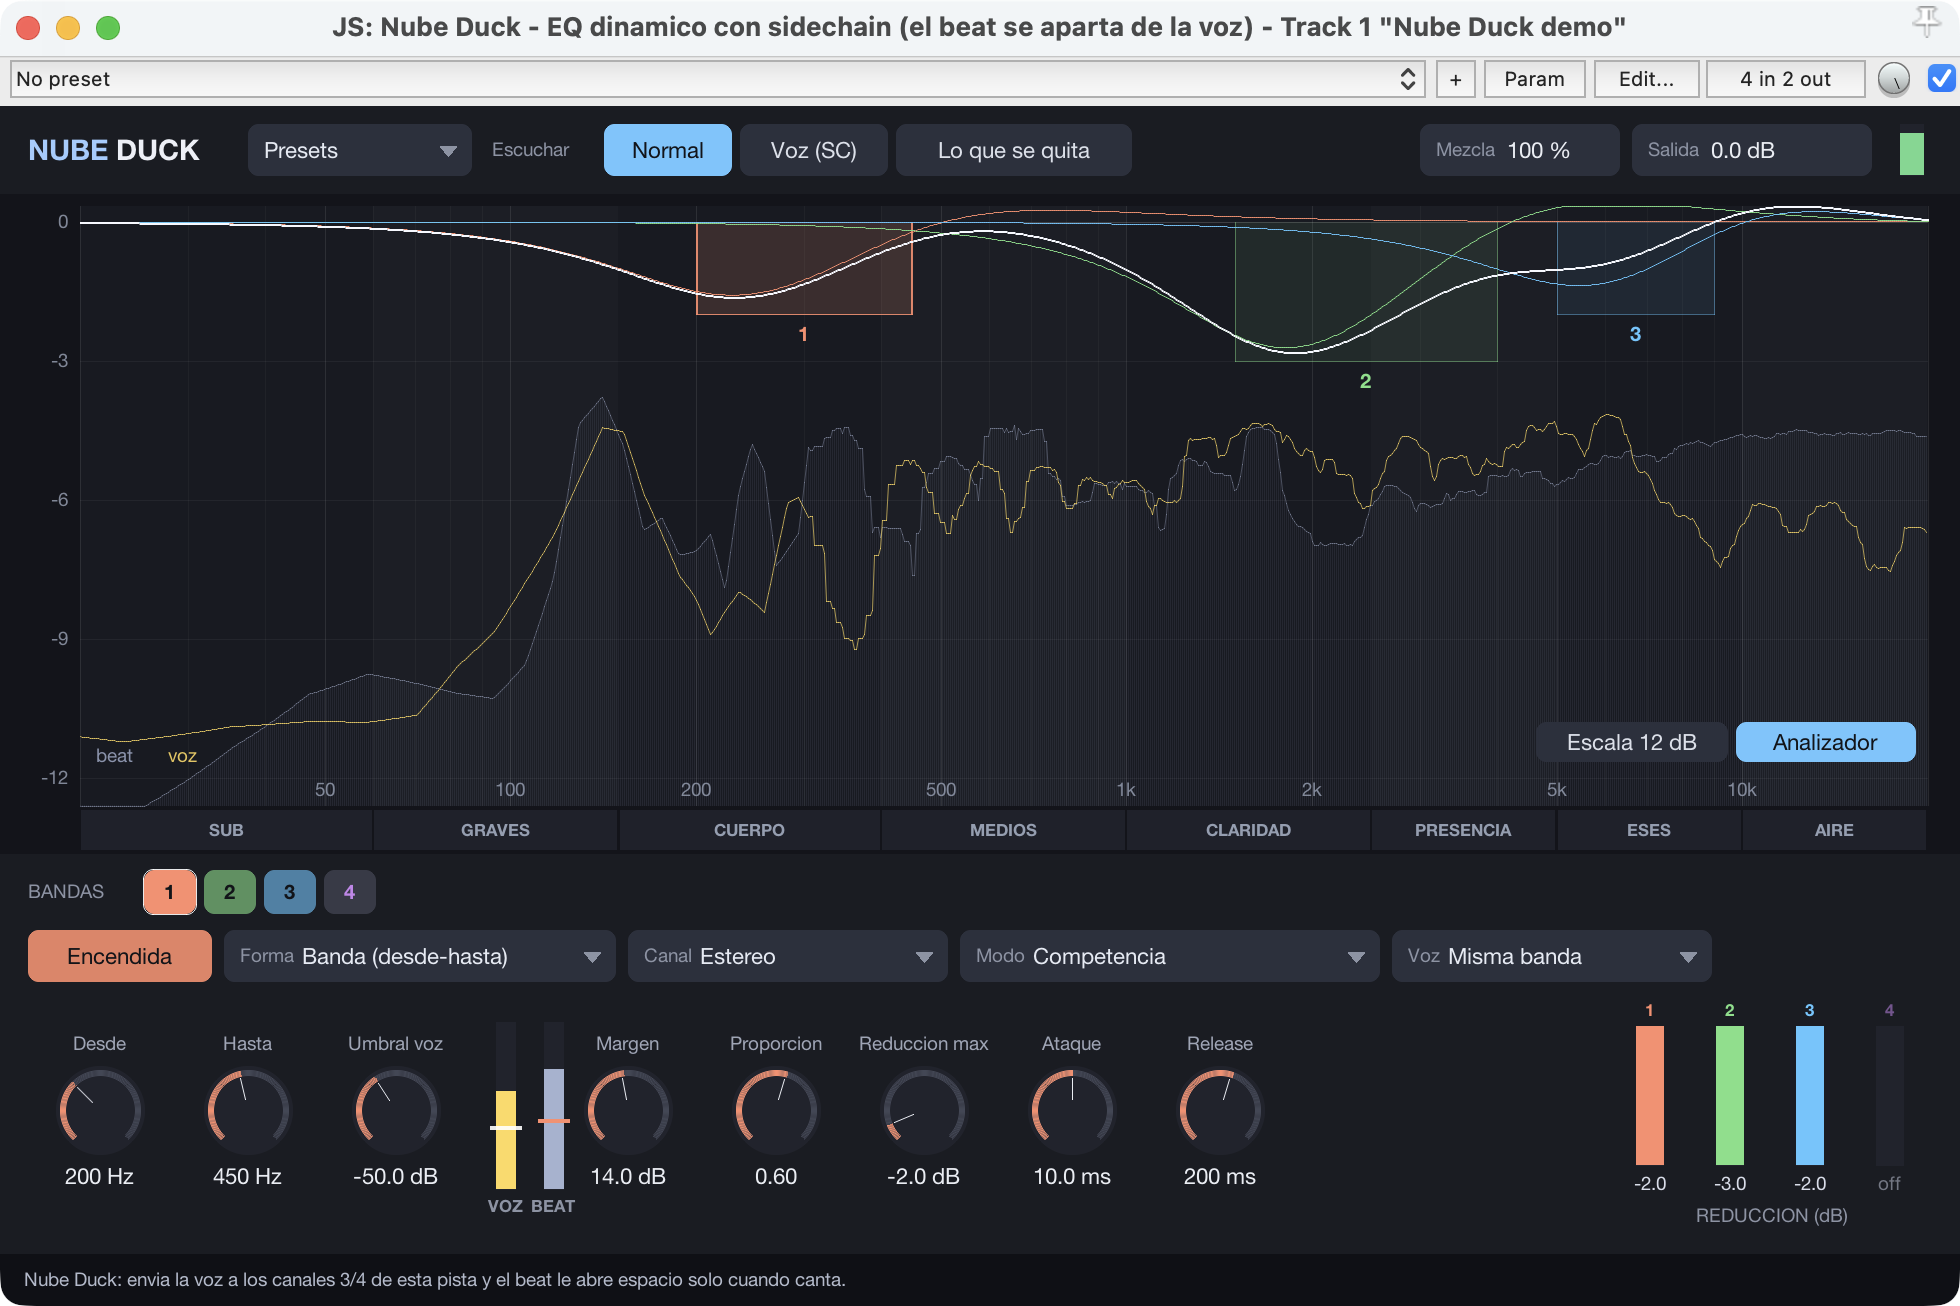 JS: Nube Duck - EQ dinamico con sidechain (el beat se aparta de la voz) - Track 1 "Nube Duck demo"
No preset + Param Edit... 4 in 2 out
NUBE DUCK Presets Escuchar Normal Voz (SC) Lo que se quita Mezcla 100 % Salida 0.0 dB
0
1 3
-3
2
-6
-9
Escala 12 dB Analizador
beat voz
-12
50 100 200 500 1k 2k 5k 10k
SUB GRAVES CUERPO MEDIOS CLARIDAD PRESENCIA ESES AIRE
BANDAS 1 2 3 4
Encendida Forma Banda (desde-hasta) Canal Estereo Modo Competencia Voz Misma banda
1 2 3 4
Desde Hasta Umbral voz Margen Proporcion Reduccion max Ataque Release
200 Hz 450 Hz -50.0 dB 14.0 dB 0.60 -2.0 dB 10.0 ms 200 ms
-2.0 -3.0 -2.0 off
VOZ BEAT
REDUCCION (dB)
Nube Duck: envia la voz a los canales 3/4 de esta pista y el beat le abre espacio solo cuando canta.